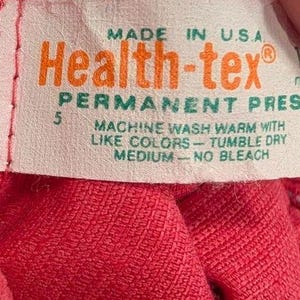 MADE IN U.S.A.
Health-tex®
PERMANENT PRES
5
MACHINE WASH WARM WITH
LIKE COLORS — TUMBLE DRY
MEDIUM — NO BLEACH